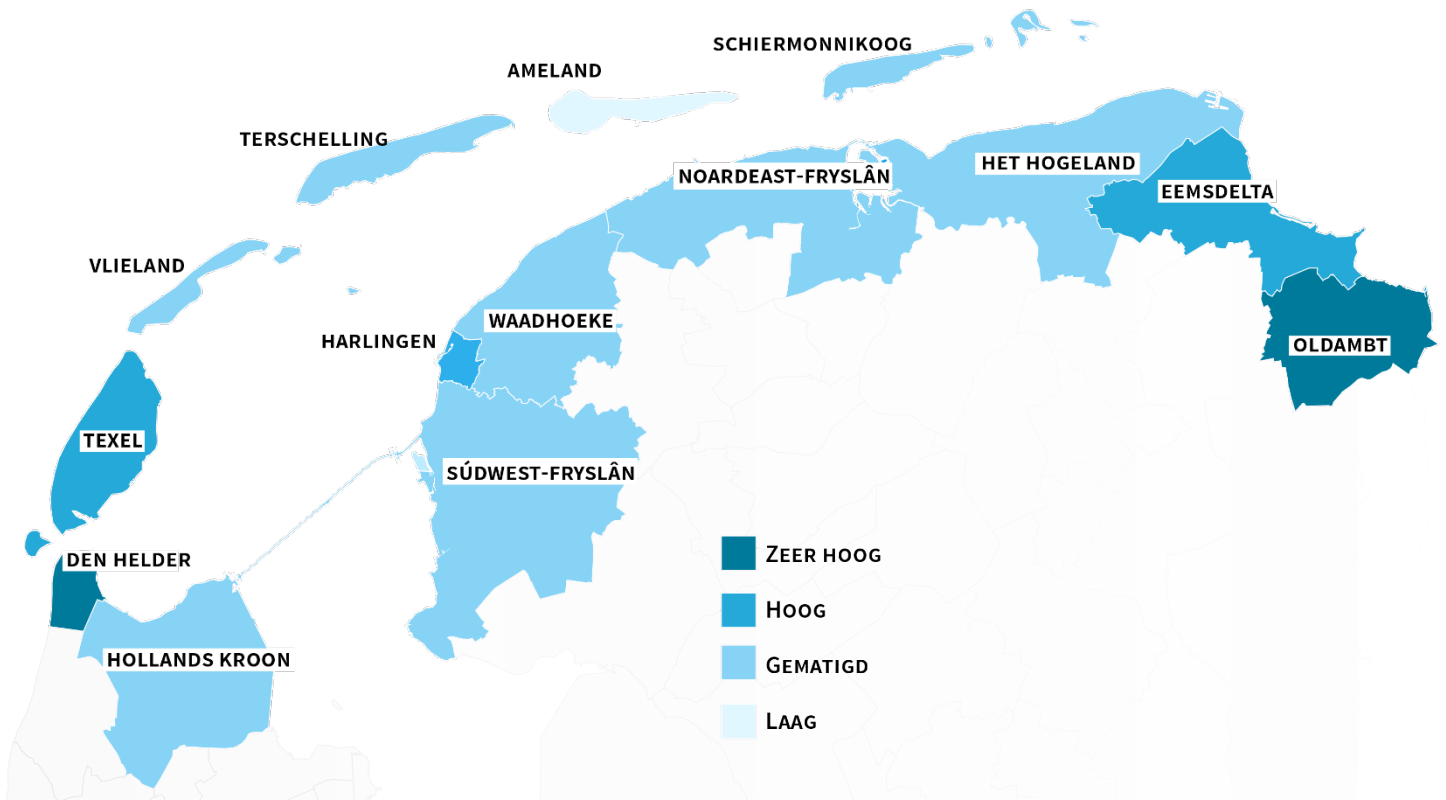 SCHIERMONNIKOOG
AMELAND
TERSCHELLING
HET HOGELAND
NOARDEAST-FRYSLÂN
EEMSDELTA
VLIELAND
WAADHOEKE
HARLINGEN
OLDAMBT
TEXEL
SÚDWEST-FRYSLÂN
DEN HELDER
HOLLANDS KROON
ZEER HOOG
HOOG
GEMATIGD
LAAG